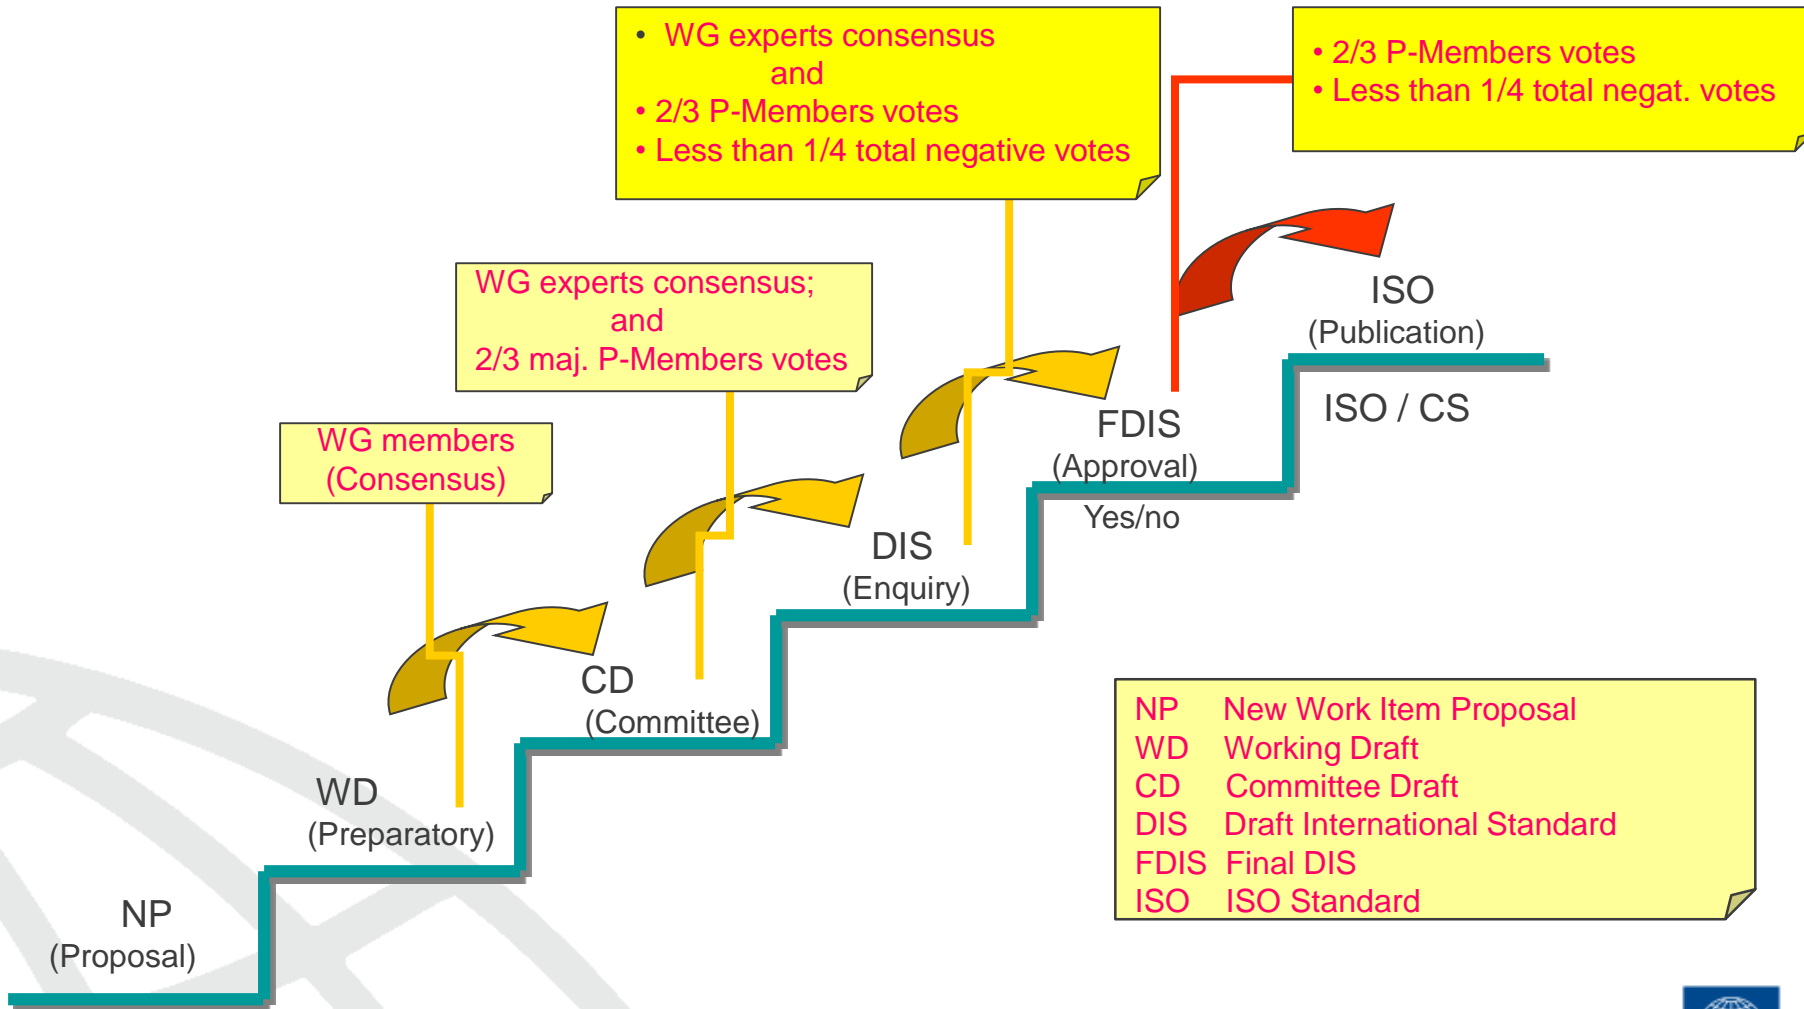 • WG experts consensus
and
• 2/3 P-Members votes
• Less than 1/4 total negative votes
• 2/3 P-Members votes
• Less than 1/4 total negat. votes
WG experts consensus;
and
2/3 maj. P-Members votes
WG members
(Consensus)
ISO
(Publication)
ISO / CS
FDIS
(Approval)
Yes/no
DIS
(Enquiry)
CD
(Committee)
WD
(Preparatory)
NP
(Proposal)
NP New Work Item Proposal
WD Working Draft
CD Committee Draft
DIS Draft International Standard
FDIS Final DIS
ISO ISO Standard